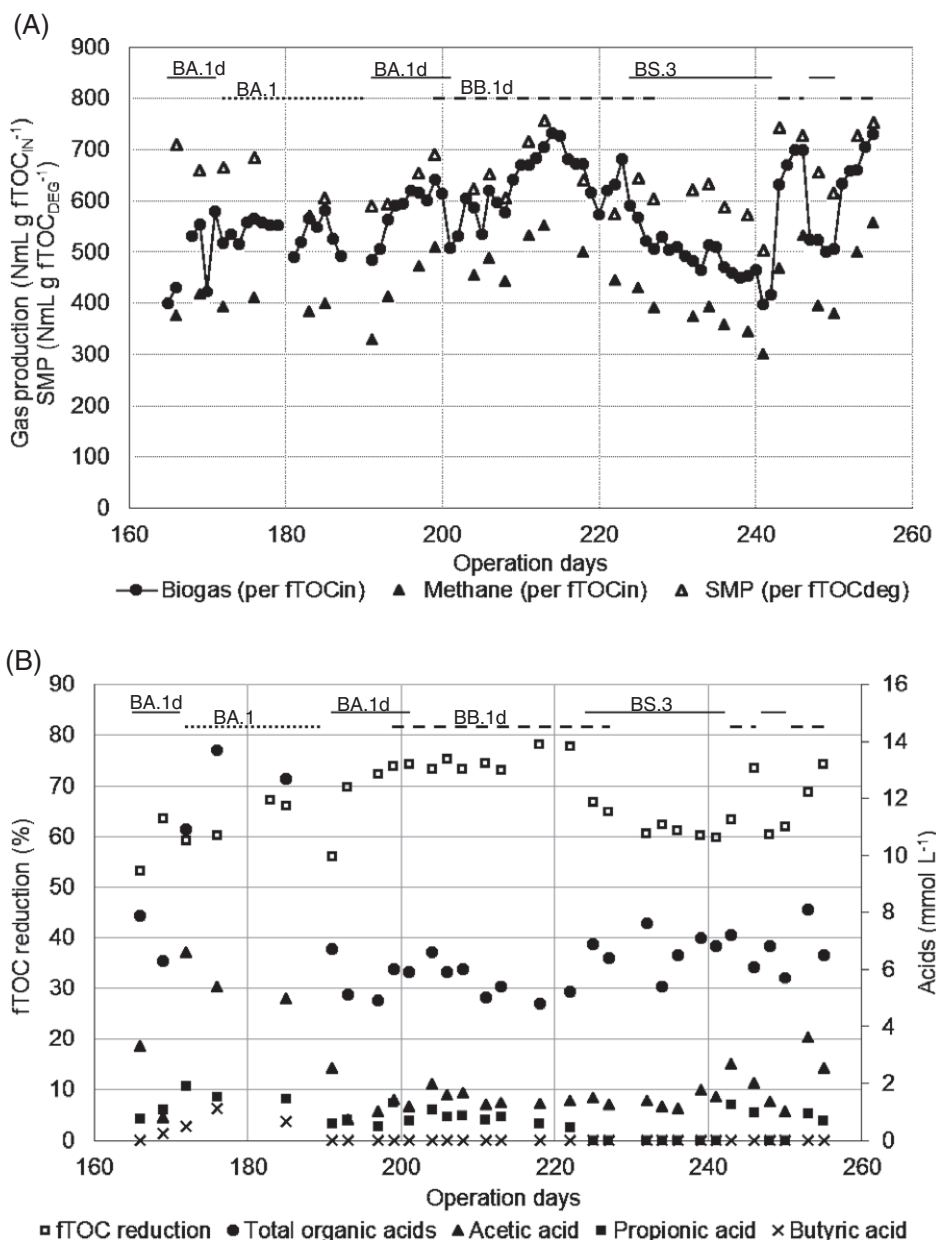 (A)
Gas production (NmL g fTOC_IN^-1)
SMP (NmL g fTOC_DEG^-1)
900
800
700
600
500
400
300
200
100
0
BA.1d
BA.1
BA.1d
BB.1d
BS.3
160
180
200
220
240
260
Operation days
Biogas (per fTOCin)
Methane (per fTOCin)
SMP (per fTOCdeg)
(B)
fTOC reduction (%)
90
80
70
60
50
40
30
20
10
0
BA.1d
BA.1
BA.1d
BB.1d
BS.3
16
14
12
10
8
6
4
2
0
Acids (mmol L^-1)
160
180
200
220
240
260
Operation days
fTOC reduction
Total organic acids
Acetic acid
Propionic acid
Butyric acid